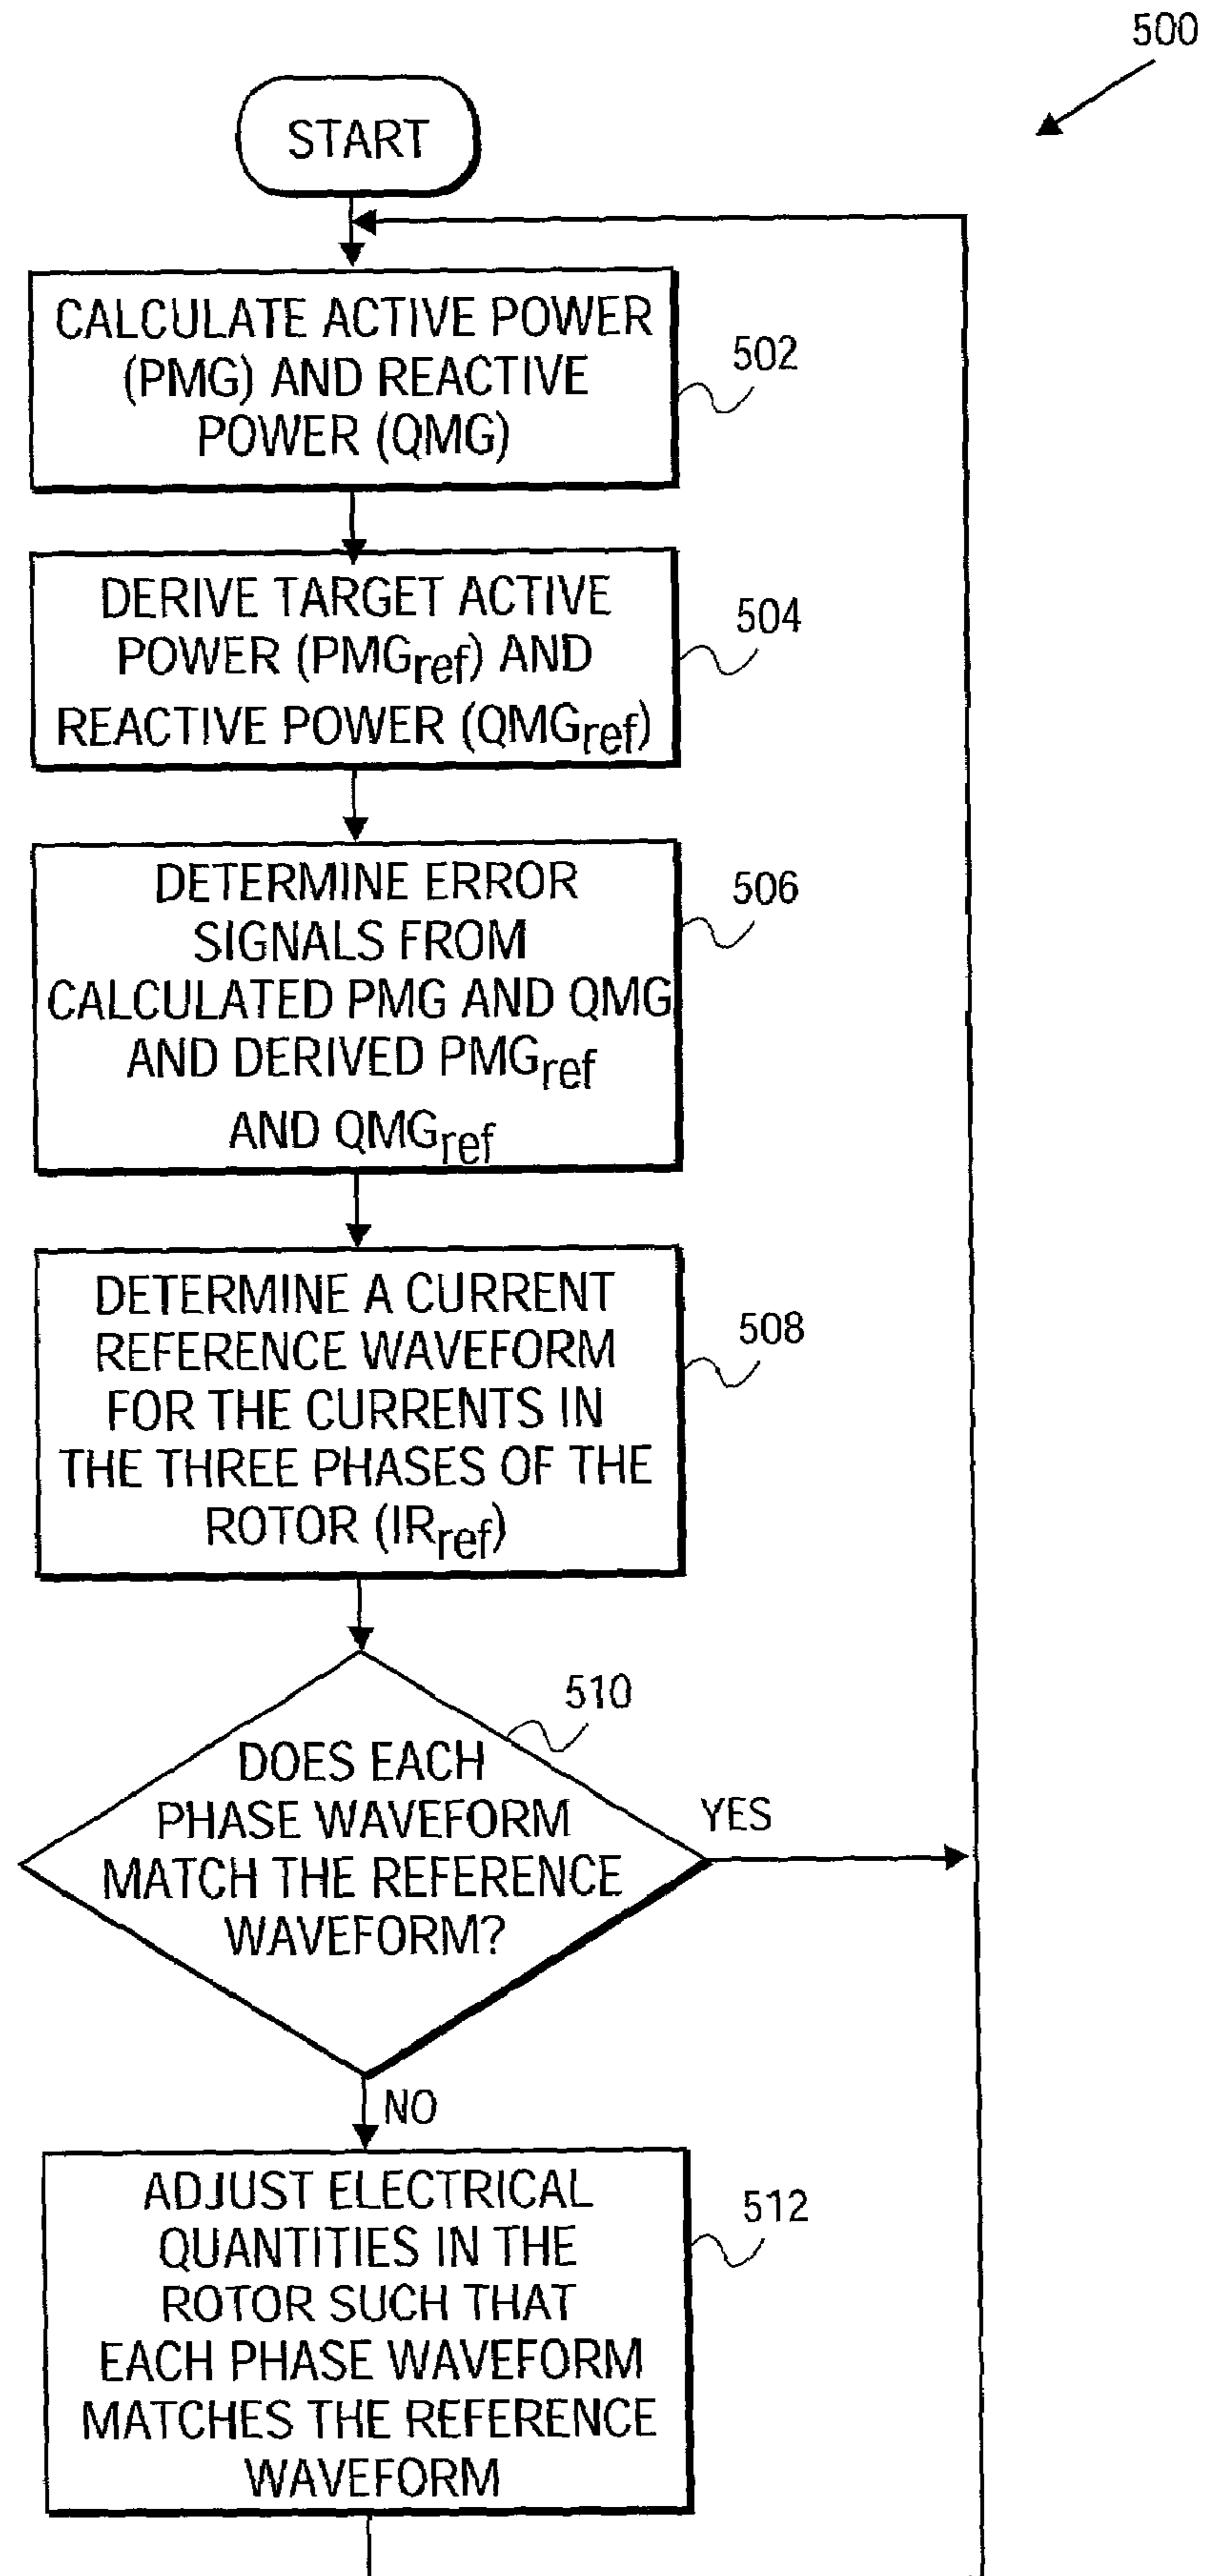 500
START
CALCULATE ACTIVE POWER
(PMG) AND REACTIVE
POWER (QMG)
502
DERIVE TARGET ACTIVE
POWER (PMGref) AND
REACTIVE POWER (QMGref)
504
DETERMINE ERROR
SIGNALS FROM
CALCULATED PMG AND QMG
AND DERIVED PMGref
AND QMGref
506
DETERMINE A CURRENT
REFERENCE WAVEFORM
FOR THE CURRENTS IN
THE THREE PHASES OF THE
ROTOR (IRref)
508
DOES EACH
PHASE WAVEFORM
MATCH THE REFERENCE
WAVEFORM?
510
YES
NO
ADJUST ELECTRICAL
QUANTITIES IN THE
ROTOR SUCH THAT
EACH PHASE WAVEFORM
MATCHES THE REFERENCE
WAVEFORM
512